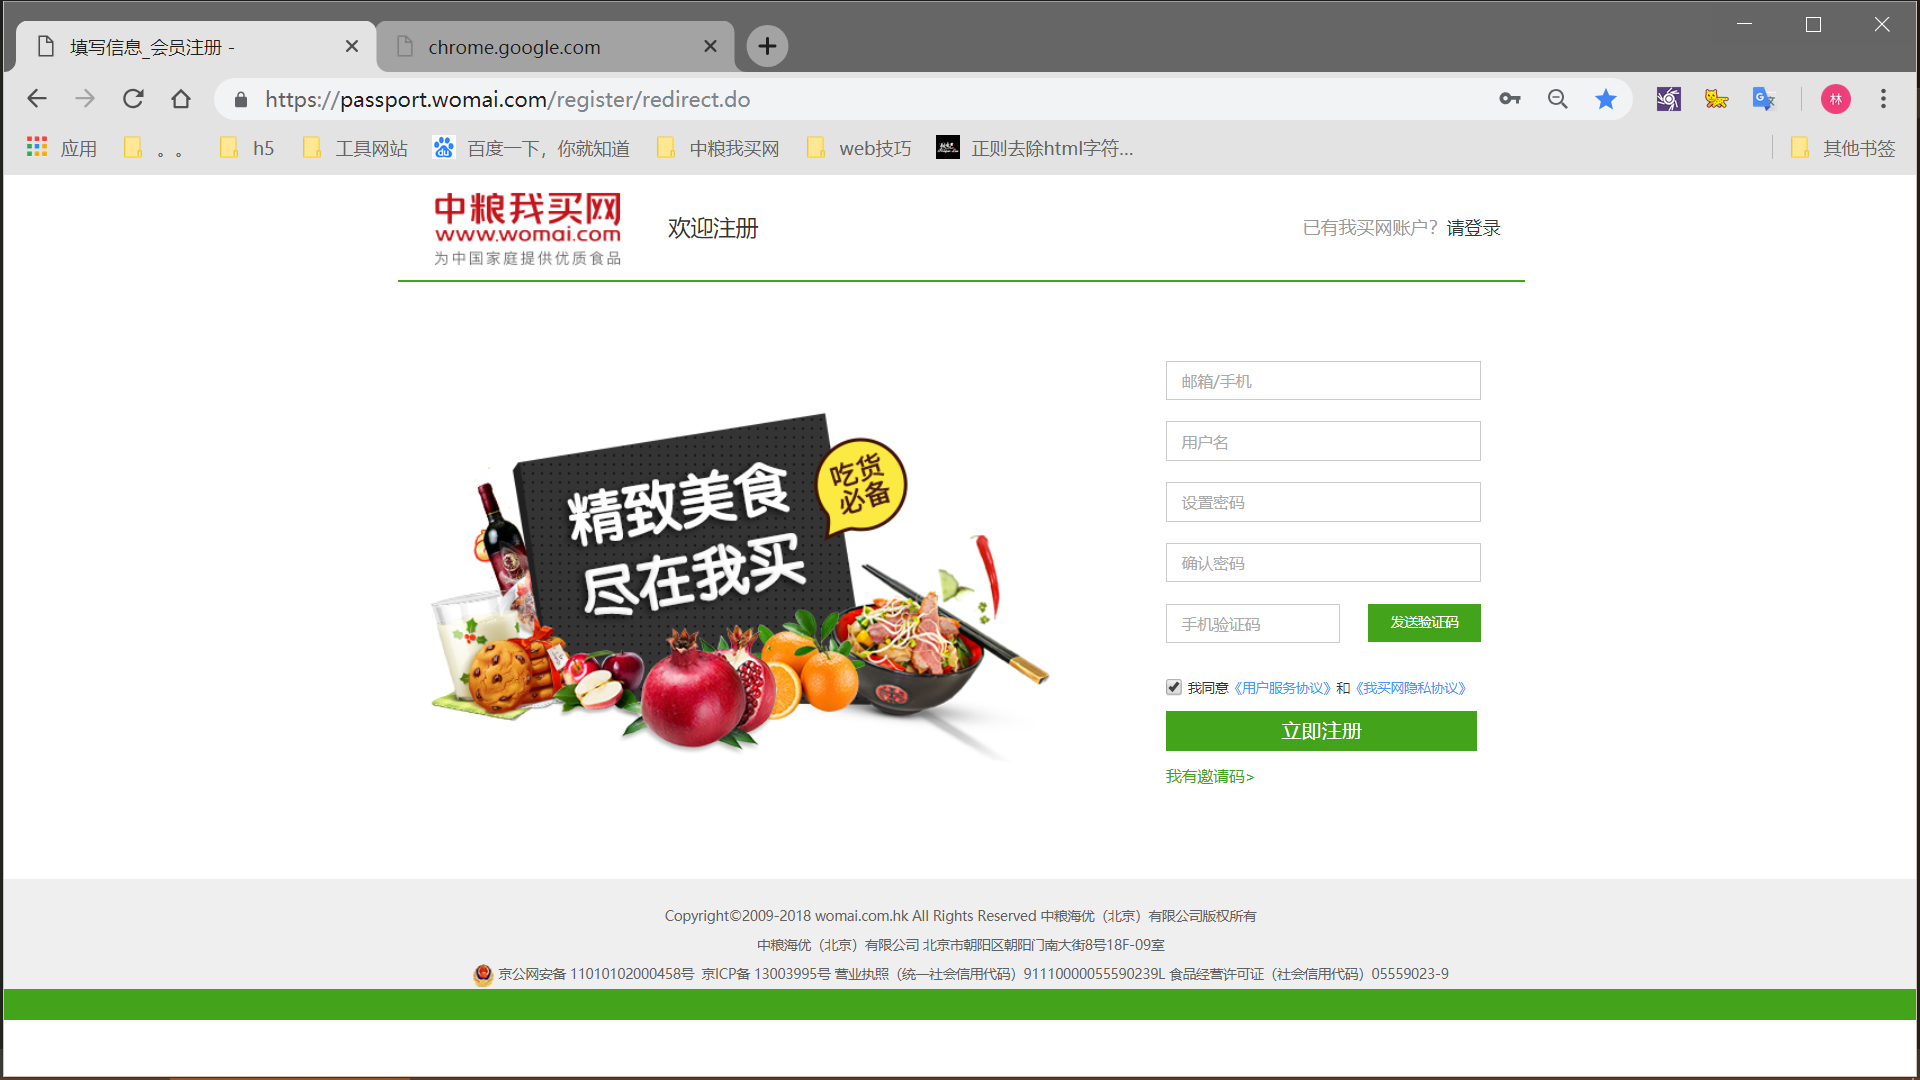 填写信息_会员注册 -
chrome.google.com
https://passport.womai.com/register/redirect.do
林
应用
。。
h5
工具网站
百度一下，你就知道
中粮我买网
web技巧
正则去除html字符...
其他书签
中粮我买网
www.womai.com
为中国家庭提供优质食品
欢迎注册
已有我买网账户？请登录
精致美食
尽在我买
吃货
必备
邮箱/手机
用户名
设置密码
确认密码
手机验证码
发送验证码
我同意《用户服务协议》和《我买网隐私协议》
立即注册
我有邀请码>
Copyright©2009-2018 womai.com.hk All Rights Reserved 中粮海优（北京）有限公司版权所有
中粮海优（北京）有限公司 北京市朝阳区朝阳门南大街8号18F-09室
京公网安备 11010102000458号 京ICP备 13003995号 营业执照（统一社会信用代码）91110000055590239L 食品经营许可证（社会信用代码）05559023-9